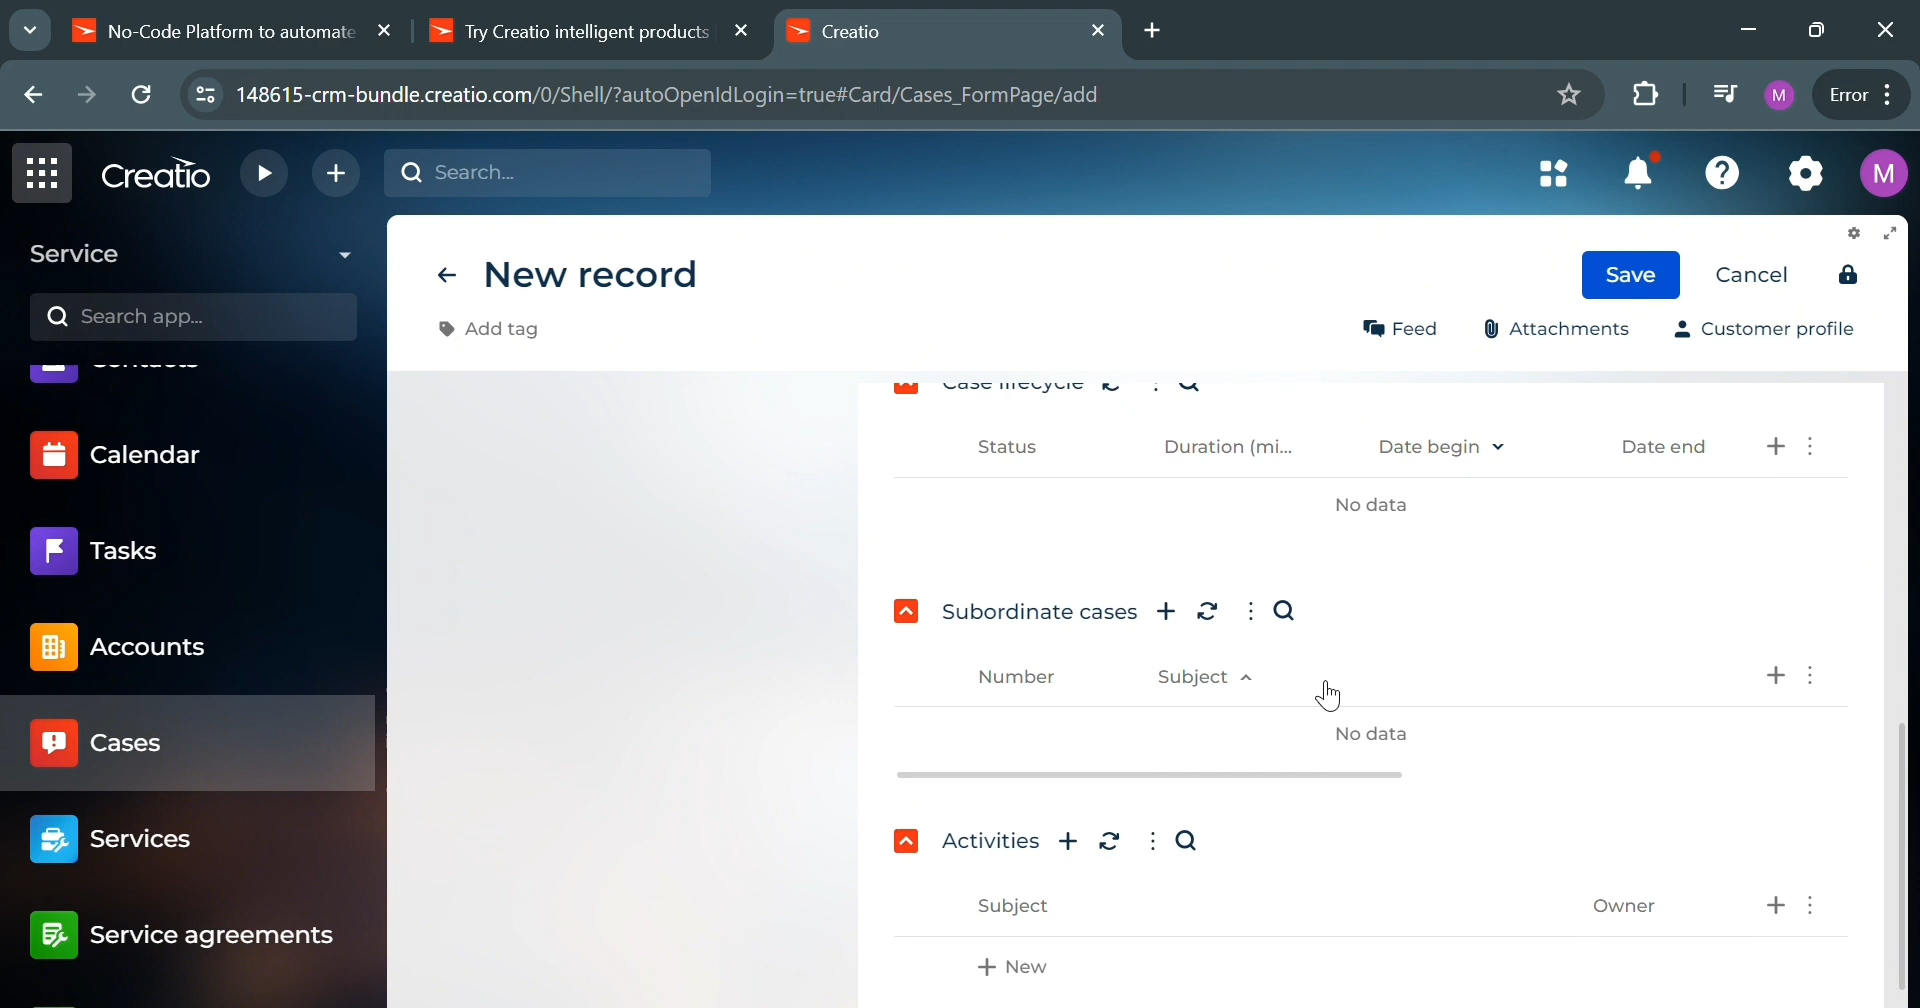 No-Code Platform to automate
Try Creatio intelligent products
Creatio
148615-crm-bundle.creatio.com/0/Shell/?autoOpenIdLogin=true#Card/Cases_FormPage/add
M
Error
Creatio
Search...
M
Service
New record
Save
Cancel
Search app...
Add tag
Feed
Attachments
Customer profile
Contacts
Case lifecycle
Calendar
Status
Duration (mi...
Date begin
Date end
No data
Tasks
Subordinate cases
Accounts
Number
Subject
No data
Cases
Services
Activities
Subject
Owner
Service agreements
New